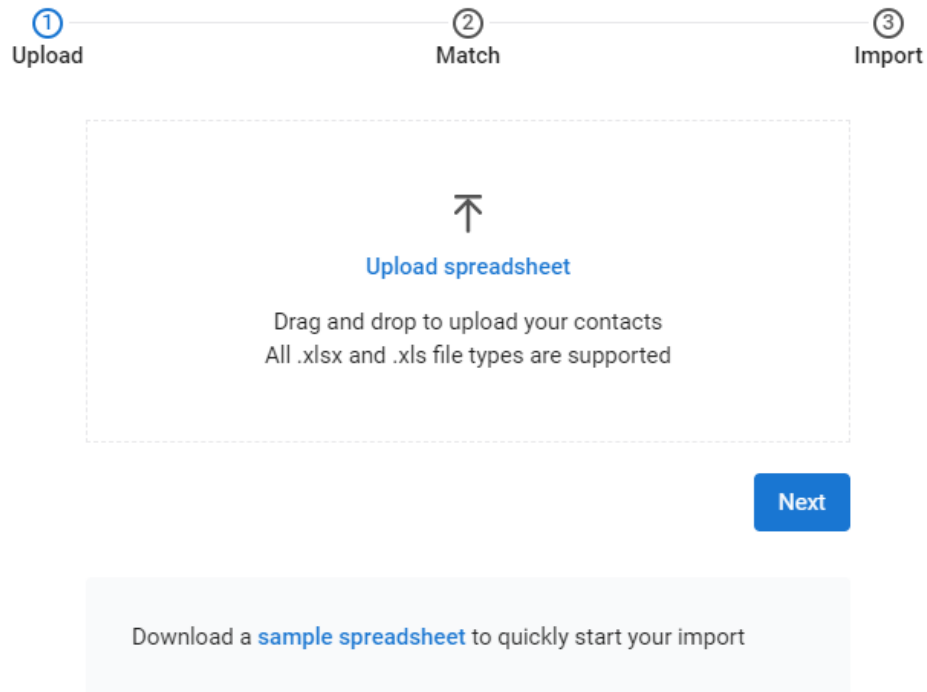 1
2
3
Upload
Match
Import
Upload spreadsheet
Drag and drop to upload your contacts
All .xlsx and .xls file types are supported
Next
Download a sample spreadsheet to quickly start your import